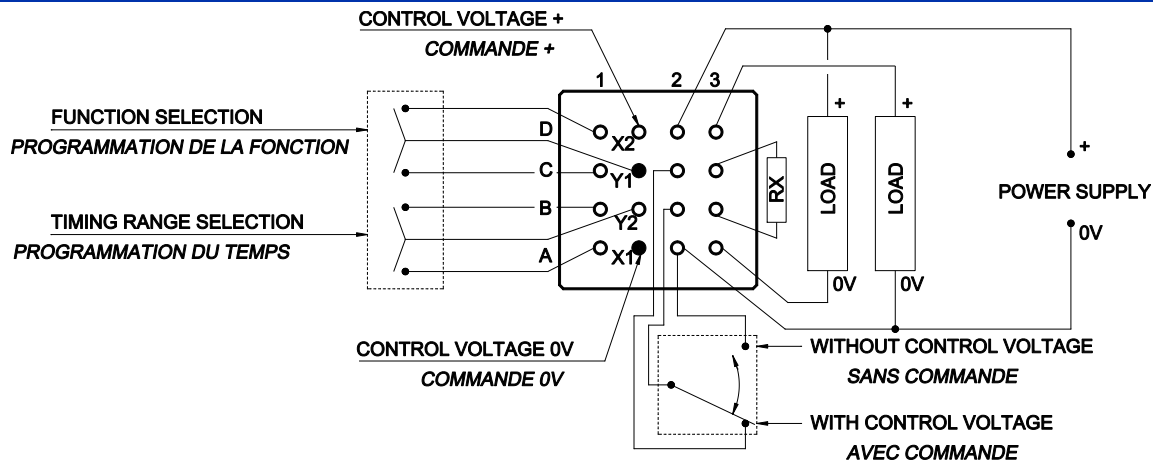 CONTROL VOLTAGE +
COMMANDE +
1 2 3
FUNCTION SELECTION
PROGRAMMATION DE LA FONCTION
TIMING RANGE SELECTION
PROGRAMMATION DU TEMPS
D
C
B
A
X2
Y1
Y2
X1
RX
+
LOAD
0V
+
LOAD
0V
+
POWER SUPPLY
0V
CONTROL VOLTAGE 0V
COMMANDE 0V
WITHOUT CONTROL VOLTAGE
SANS COMMANDE
WITH CONTROL VOLTAGE
AVEC COMMANDE